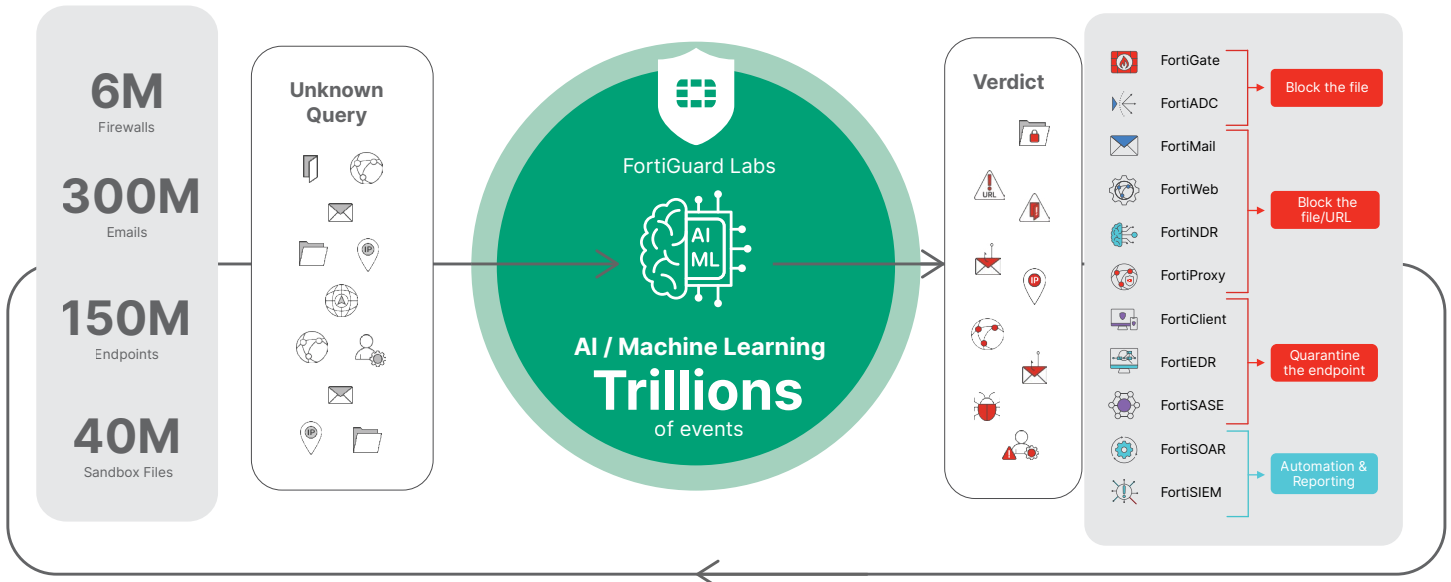 6M
Firewalls
300M
Emails
150M
Endpoints
40M
Sandbox Files
Unknown
Query
IP
A
IP
FortiGuard Labs
AI
ML
AI / Machine Learning
Trillions
of events
Verdict
URL
IP
FortiGate
FortiADC
Block the file
FortiMail
FortiWeb
FortiNDR
FortiProxy
Block the
file/URL
FortiClient
FortiEDR
FortiSASE
Quarantine
the endpoint
FortiSOAR
FortiSIEM
Automation &
Reporting